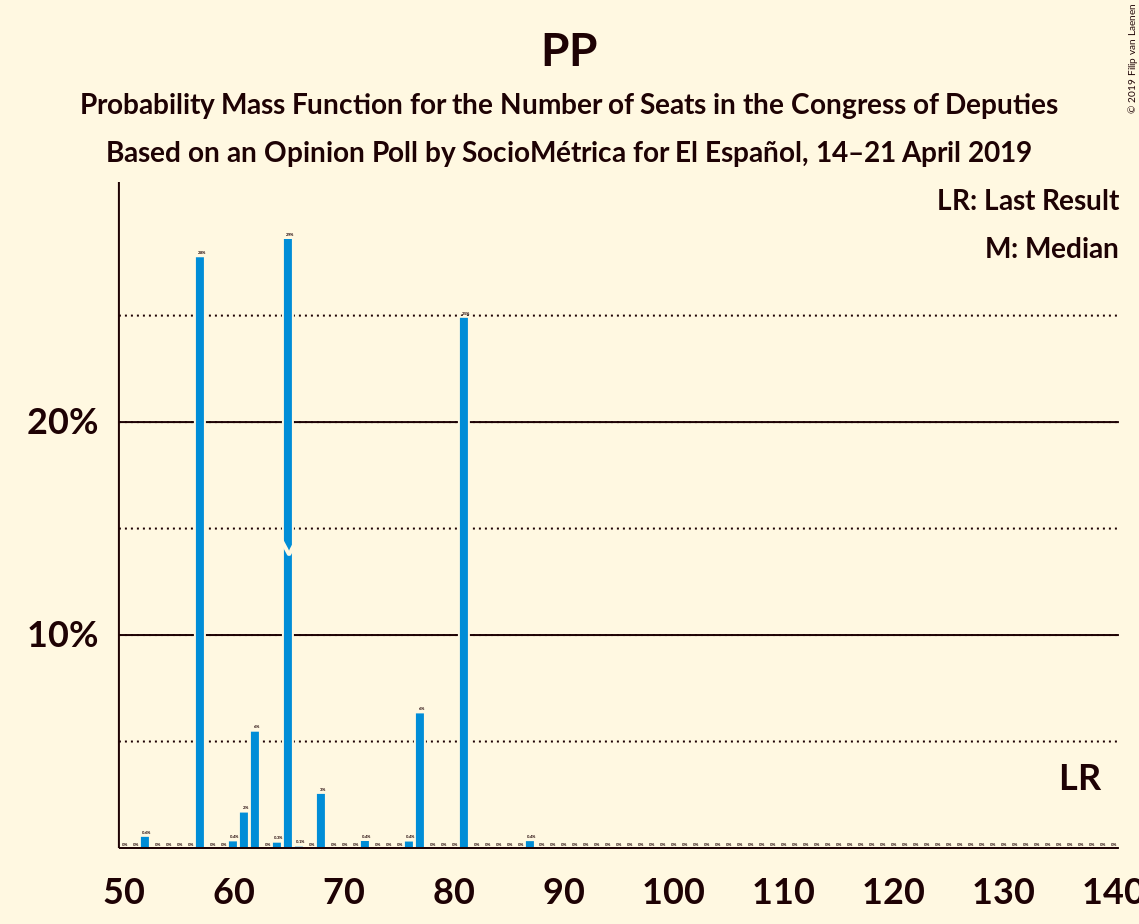 PP
Probability Mass Function for the Number of Seats in the Congress of Deputies
Based on an Opinion Poll by SocioMétrica for El Español, 14–21 April 2019
© 2019 Filip van Laenen
LR: Last Result
M: Median
20%
10%
M
LR
50 60 70 80 90 100 110 120 130 140